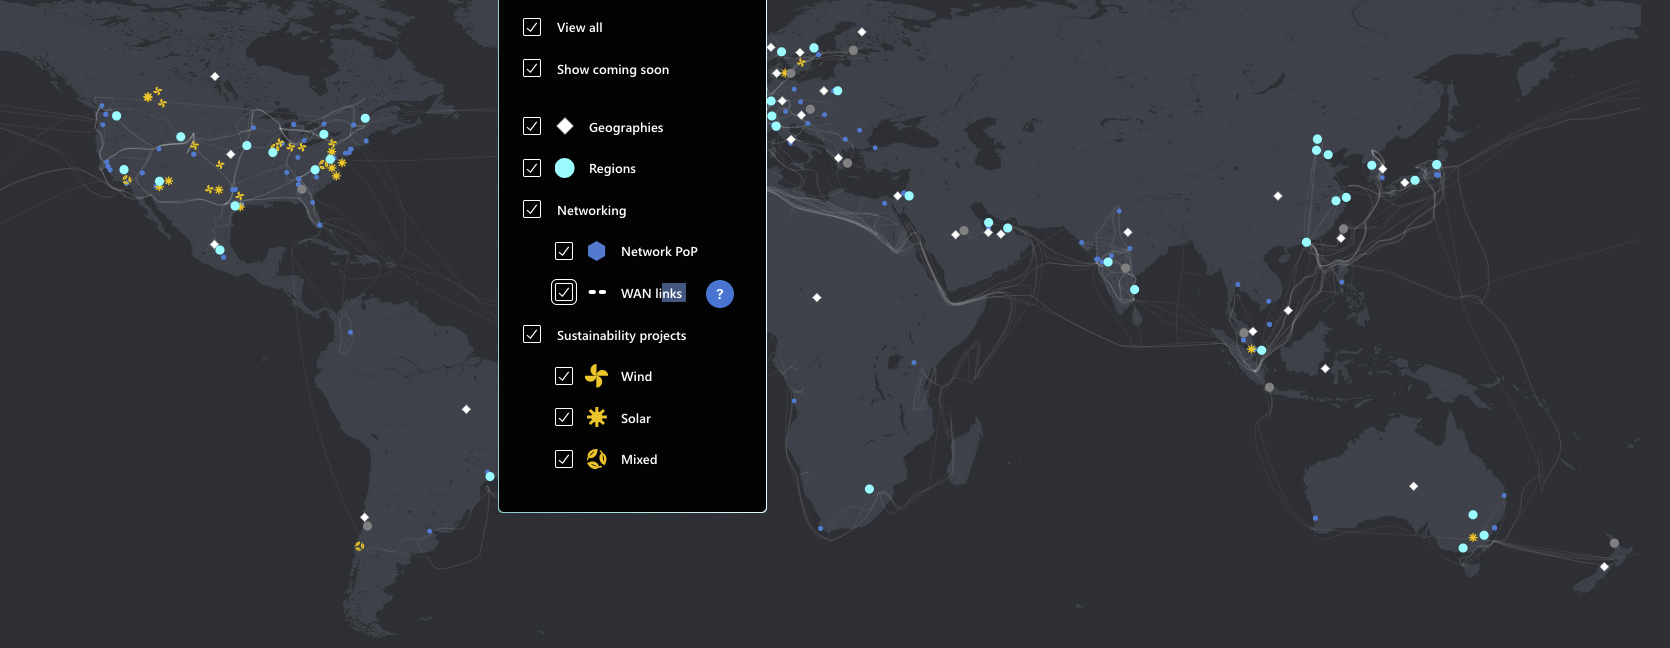 View all
Show coming soon
Geographies
Regions
Networking
Network PoP
WAN links ?
Sustainability projects
Wind
Solar
Mixed